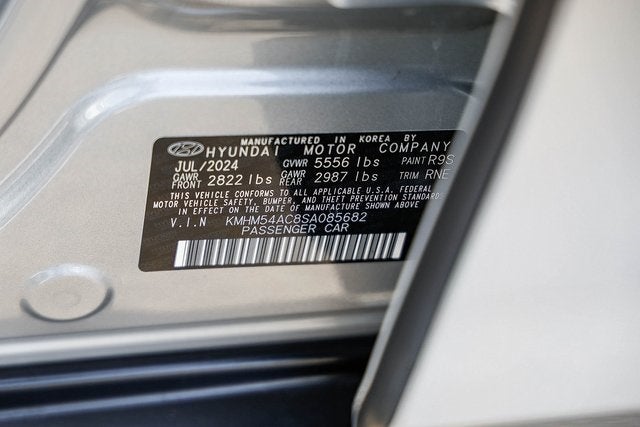 MANUFACTURED IN KOREA BY
HYUNDAI MOTOR COMPANY
JUL/2024 GVWR 5556 lbs PAINT R9S
GAWR FRONT 2822 lbs GAWR REAR 2987 lbs TRIM RNE
THIS VEHICLE CONFORMS TO ALL APPLICABLE U.S.A. FEDERAL
MOTOR VEHICLE SAFETY, BUMPER, AND THEFT PREVENTION STANDARDS
IN EFFECT ON THE DATE OF MANUFACTURE SHOWN ABOVE
V.I.N KMHM54AC8SA085682
PASSENGER CAR